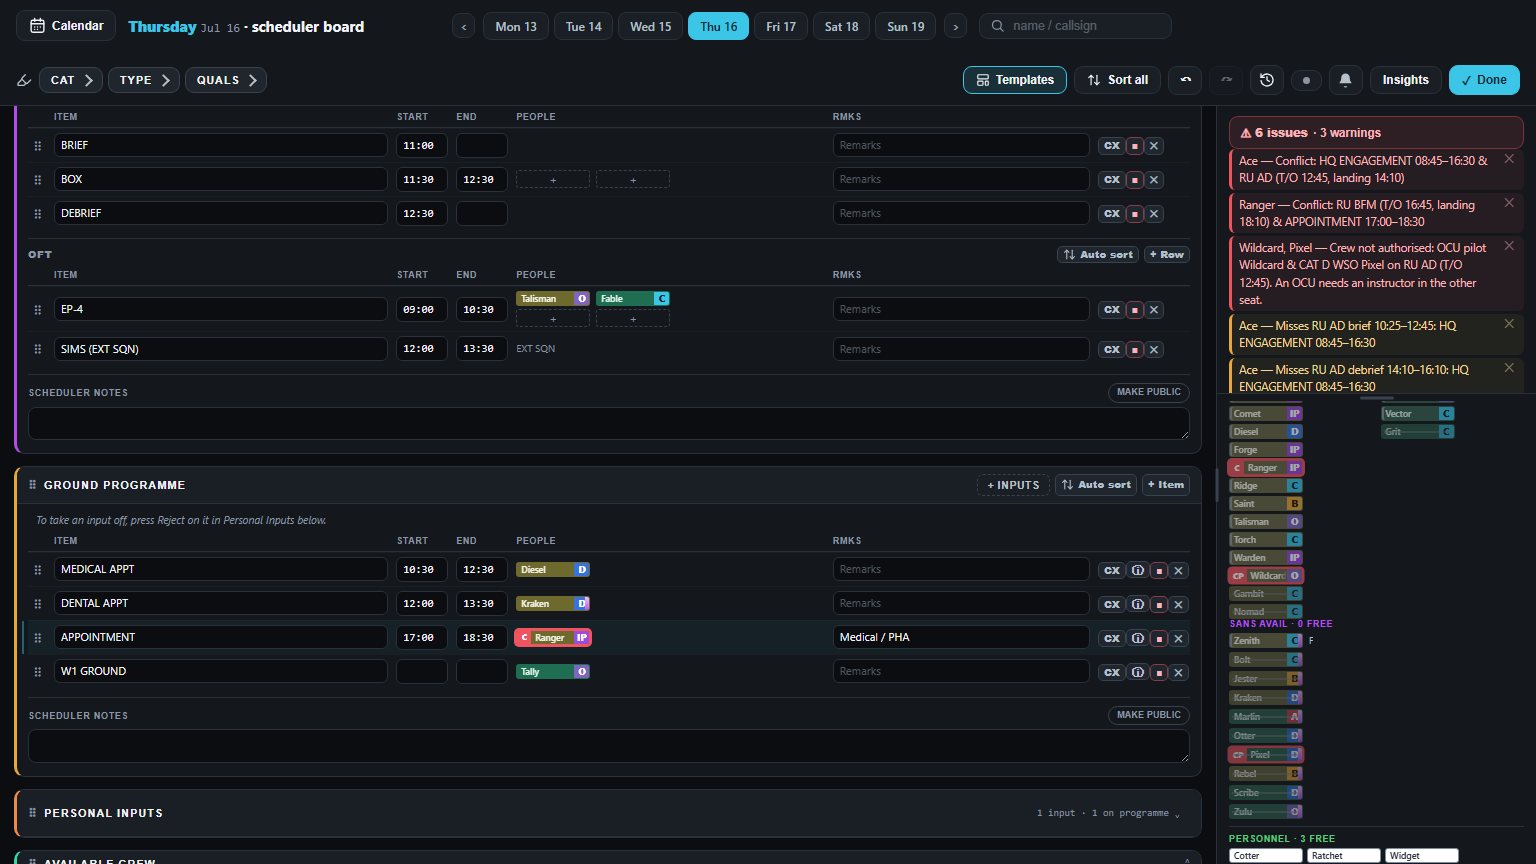 Calendar
Thursday Jul 16 · scheduler board
Mon 13
Tue 14
Wed 15
Thu 16
Fri 17
Sat 18
Sun 19
name / callsign
CAT
TYPE
QUALS
Templates
Sort all
Insights
✓ Done
ITEM START END PEOPLE RMKS
BRIEF 11:00 Remarks CX
BOX 11:30 12:30 + + Remarks CX
DEBRIEF 12:30 Remarks CX
OFT Auto sort + Row
ITEM START END PEOPLE RMKS
EP-4 09:00 10:30 Talisman O Fable C + + Remarks CX
SIMS (EXT SQN) 12:00 13:30 EXT SQN Remarks CX
SCHEDULER NOTES MAKE PUBLIC
GROUND PROGRAMME + INPUTS Auto sort + Item
To take an input off, press Reject on it in Personal Inputs below.
ITEM START END PEOPLE RMKS
MEDICAL APPT 10:30 12:30 Diesel D Remarks CX
DENTAL APPT 12:00 13:30 Kraken D Remarks CX
APPOINTMENT 17:00 18:30 C Ranger IP Medical / PHA CX
W1 GROUND Tally O Remarks CX
SCHEDULER NOTES MAKE PUBLIC
PERSONAL INPUTS 1 input · 1 on programme
AVAILABLE CREW
⚠ 6 issues · 3 warnings
Ace — Conflict: HQ ENGAGEMENT 08:45–16:30 &
RU AD (T/O 12:45, landing 14:10)
Ranger — Conflict: RU BFM (T/O 16:45, landing
18:10) & APPOINTMENT 17:00–18:30
Wildcard, Pixel — Crew not authorised: OCU pilot
Wildcard & CAT D WSO Pixel on RU AD (T/O
12:45). An OCU needs an instructor in the other
seat.
Ace — Misses RU AD brief 10:25–12:45: HQ
ENGAGEMENT 08:45–16:30
Ace — Misses RU AD debrief 14:10–16:10: HQ
ENGAGEMENT 08:45–16:30
Comet IP Vector C
Diesel D Grit C
Forge IP
C Ranger IP
Ridge C
Saint B
Talisman O
Torch C
Warden IP
CP Wildcard O
Gambit C
Nomad C
SANS AVAIL · 0 FREE
Zenith C F
Bolt C
Jester B
Kraken D
Marlin A
Otter D
CP Pixel D
Rebel B
Scribe D
Zulu O
PERSONNEL · 3 FREE
Cotter Ratchet Widget